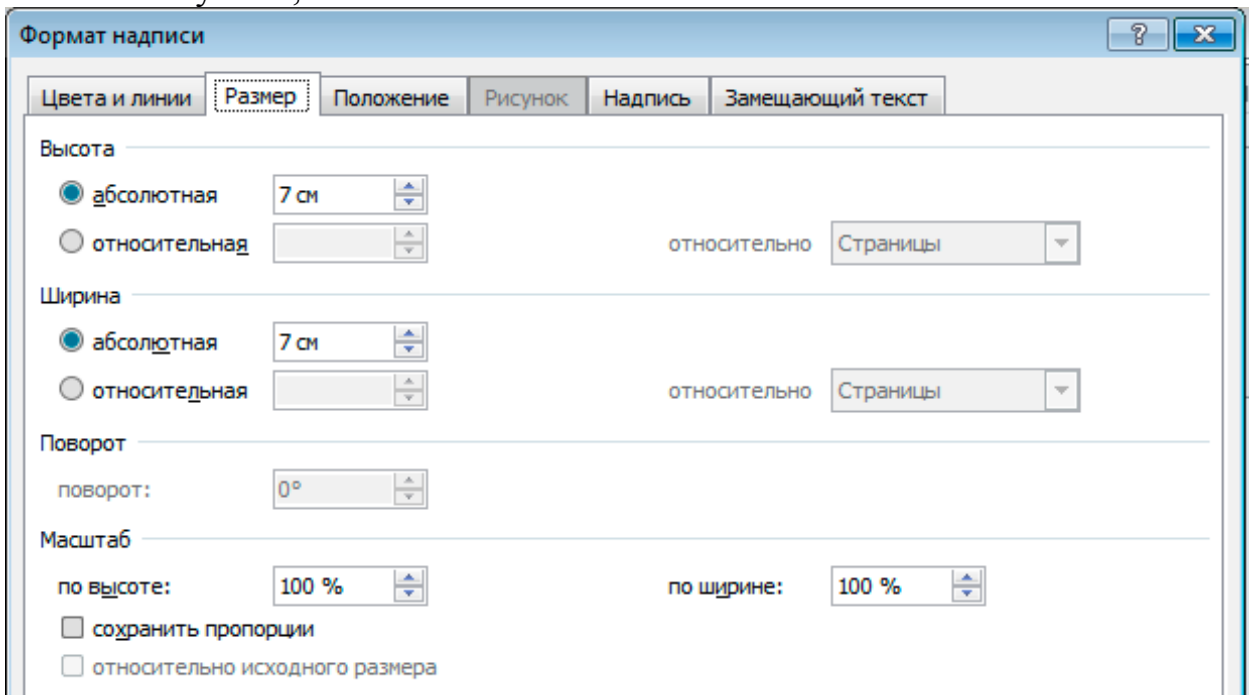 Формат надписи
Цвета и линии Размер Положение Рисунок Надпись Замещающий текст
Высота
абсолютная 7 см
относительная относительно Страницы
Ширина
абсолютная 7 см
относительная относительно Страницы
Поворот
поворот: 0°
Масштаб
по высоте: 100 % по ширине: 100 %
сохранить пропорции
относительно исходного размера